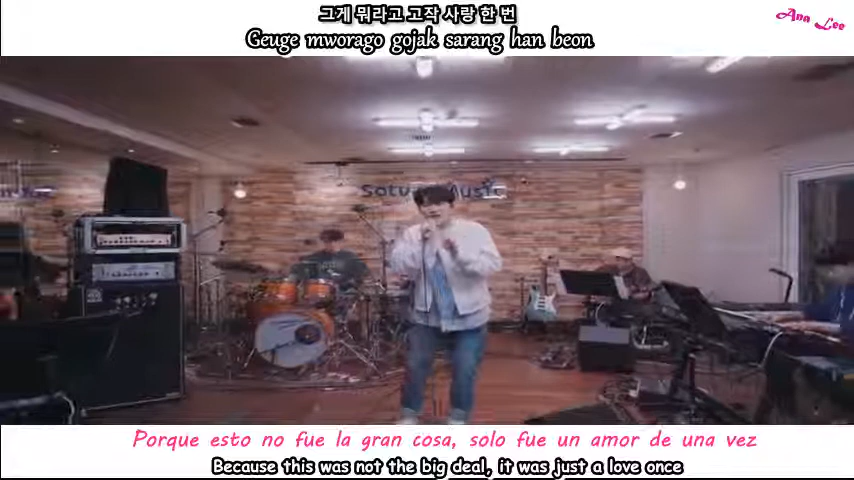 그게 뭐라고 고작 사랑 한 번
Geuge mworago gojak sarang han beon
Ana Lee
Music
Porque esto no fue la gran cosa, solo fue un amor de una vez
Because this was not the big deal, it was just a love once